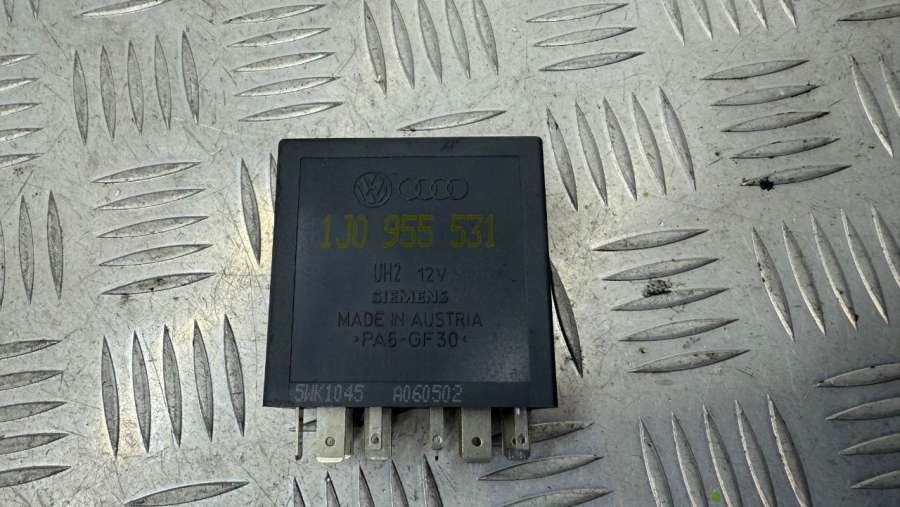 1J0 955 531
UH2 12V
SIEMENS
MADE IN AUSTRIA
>PA6-GF30<
5WK1045 A060502